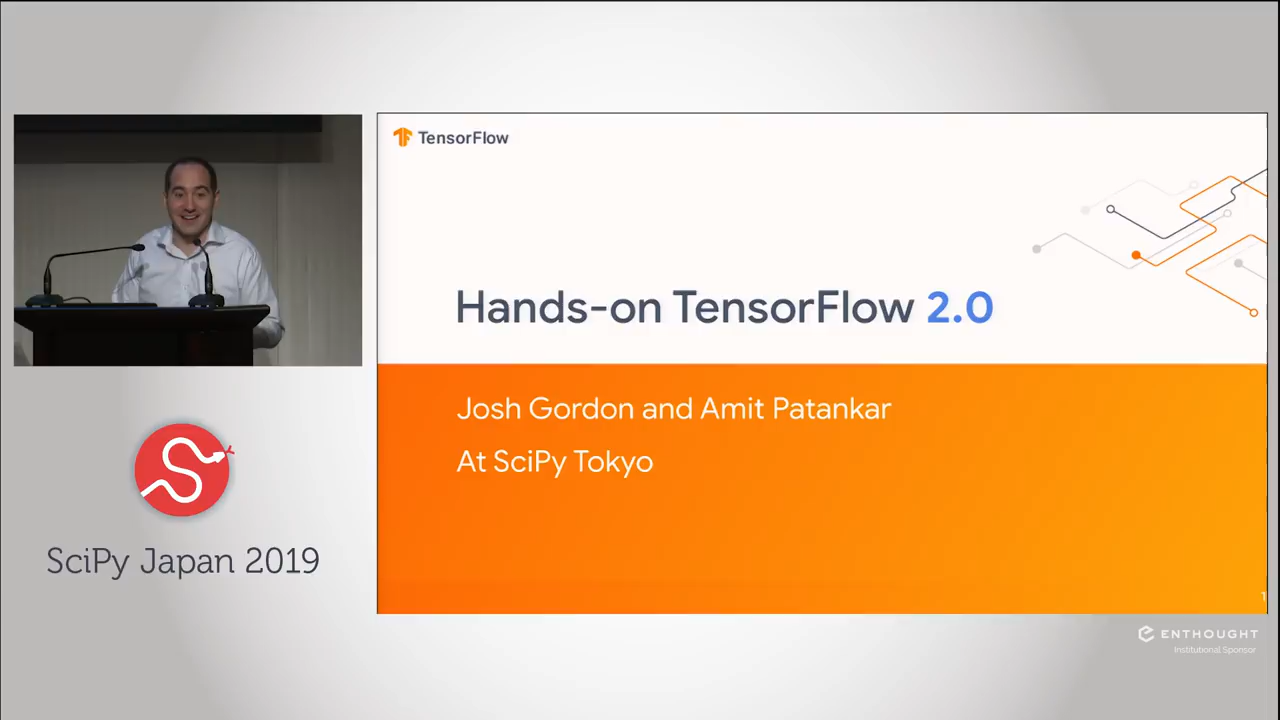 TensorFlow
Hands-on TensorFlow 2.0
Josh Gordon and Amit Patankar
At SciPy Tokyo
1
SciPy Japan 2019
ENTHOUGHT
Institutional Sponsor